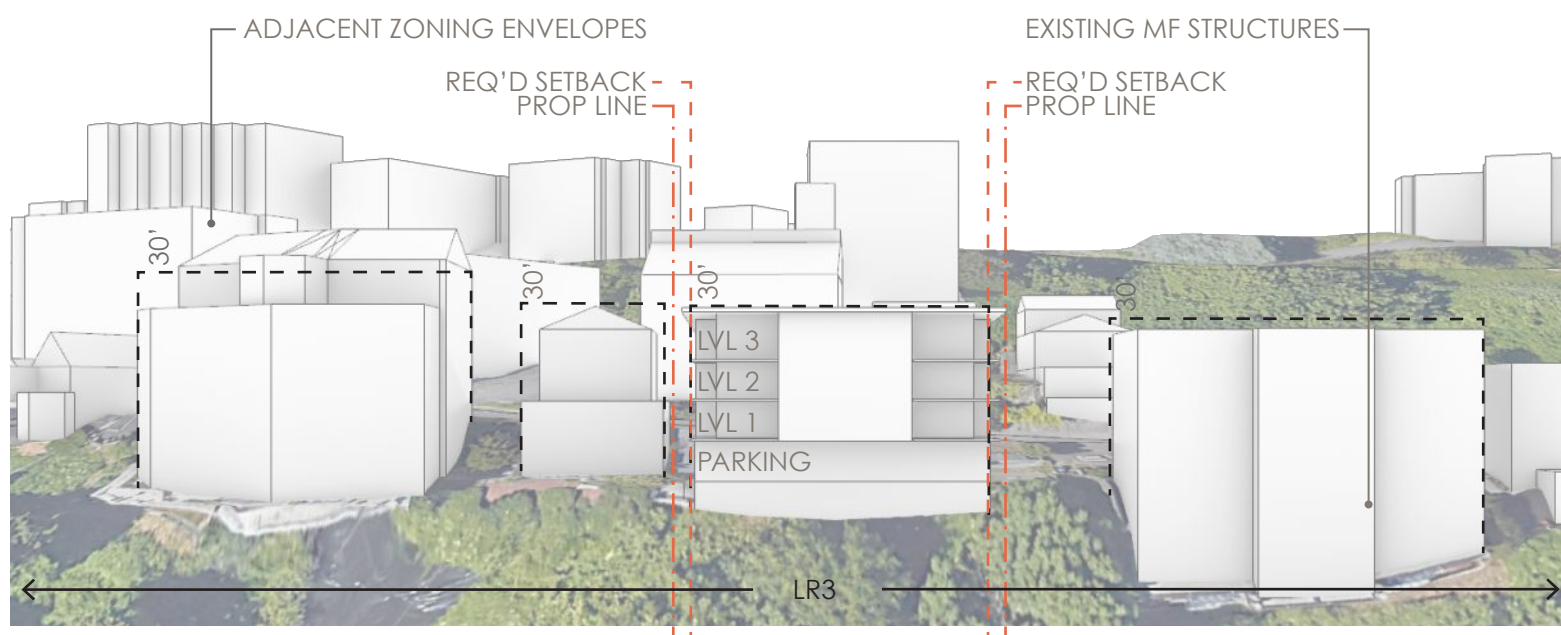 ADJACENT ZONING ENVELOPES
EXISTING MF STRUCTURES
REQ'D SETBACK
PROP LINE
REQ'D SETBACK
PROP LINE
30'
30'
30'
30'
LVL 3
LVL 2
LVL 1
PARKING
LR3